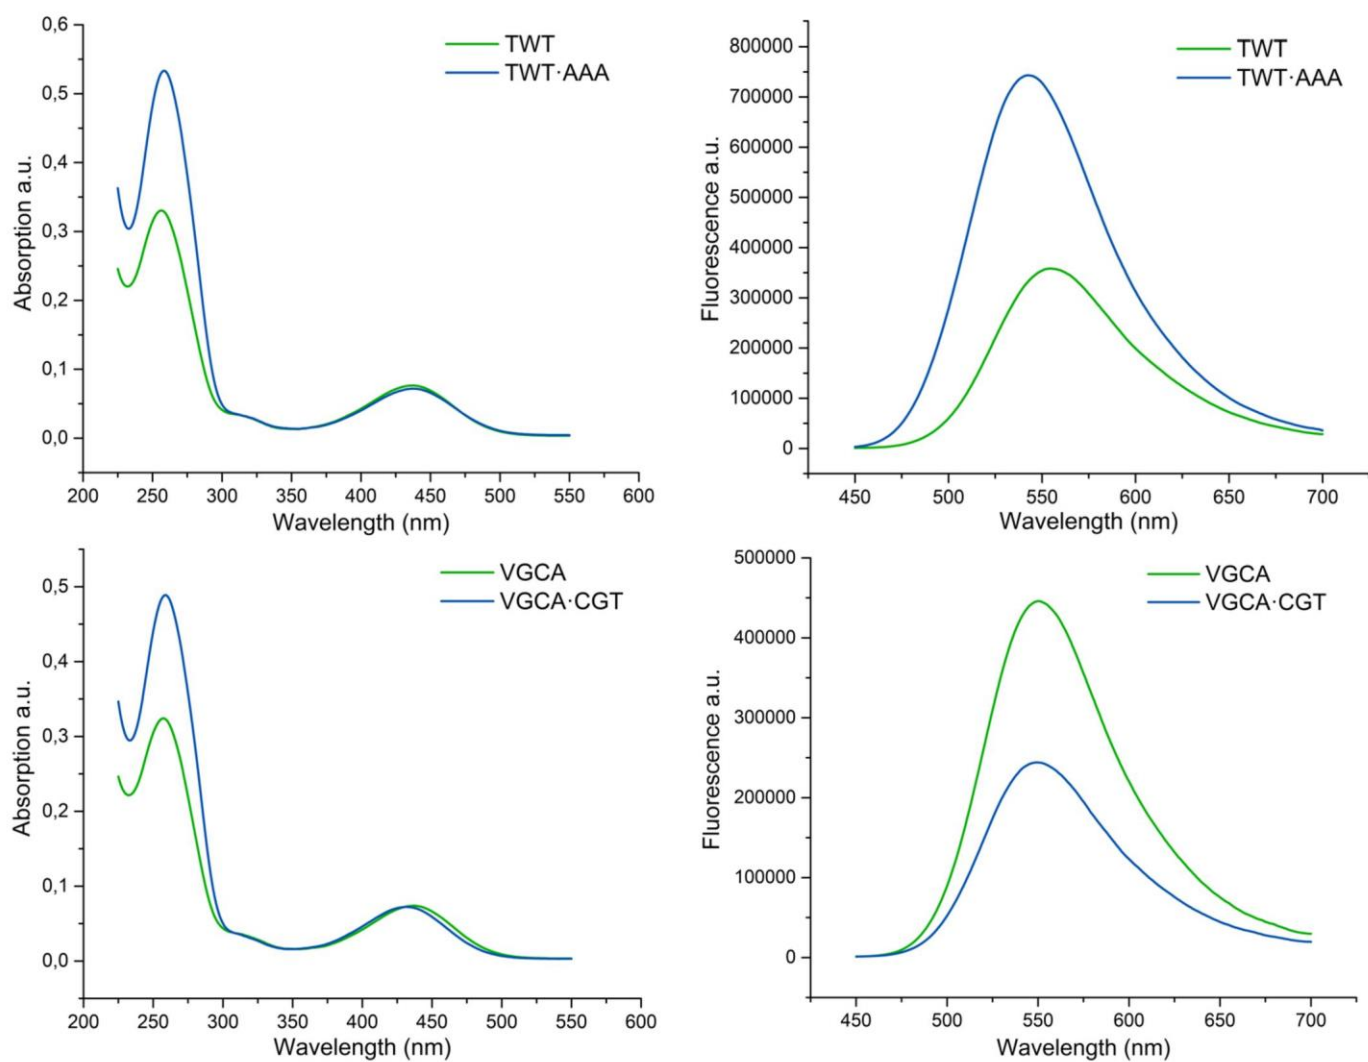 0,6
0,5
0,4
0,3
0,2
0,1
0,0
200 250 300 350 400 450 500 550 600
Absorption a.u.
Wavelength (nm)
TWT
TWT·AAA
800000
700000
600000
500000
400000
300000
200000
100000
0
450 500 550 600 650 700
Fluorescence a.u.
Wavelength (nm)
TWT
TWT·AAA
0,5
0,4
0,3
0,2
0,1
0,0
200 250 300 350 400 450 500 550 600
Absorption a.u.
Wavelength (nm)
VGCA
VGCA·CGT
500000
400000
300000
200000
100000
0
450 500 550 600 650 700
Fluorescence a.u.
Wavelength (nm)
VGCA
VGCA·CGT